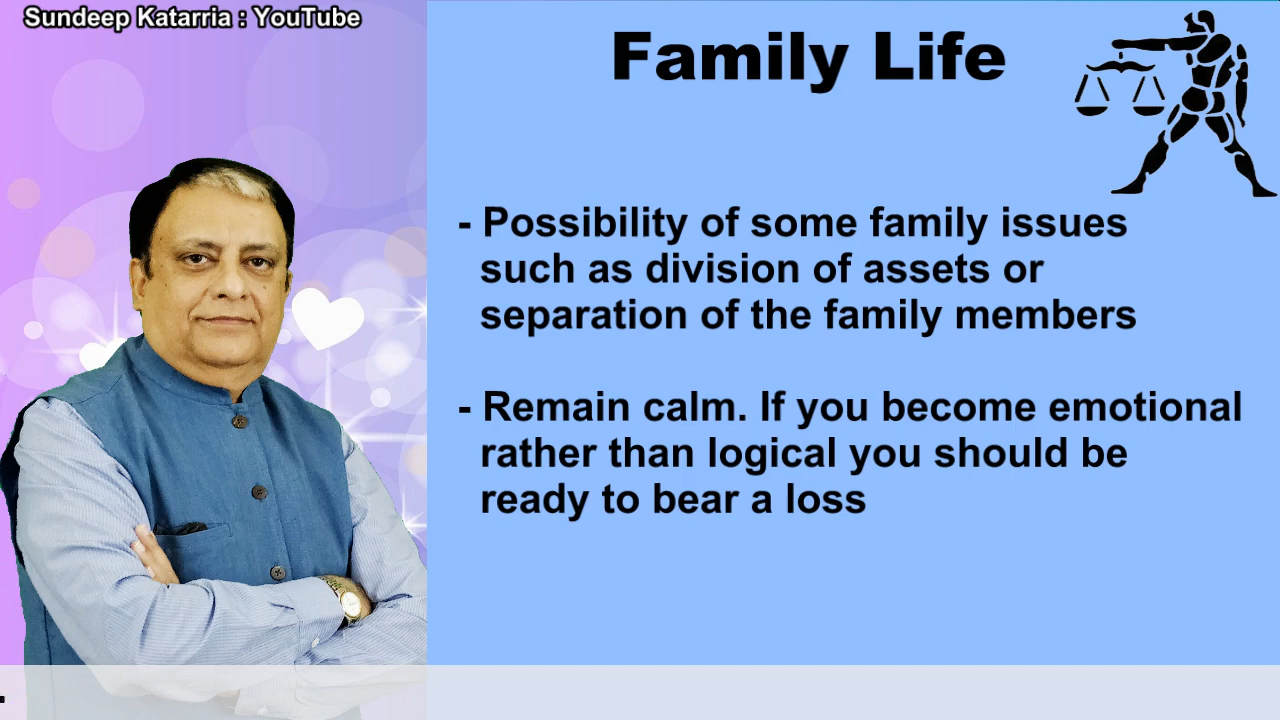 Sundeep Katarria : YouTube
Family Life
- Possibility of some family issues
such as division of assets or
separation of the family members
- Remain calm. If you become emotional
rather than logical you should be
ready to bear a loss